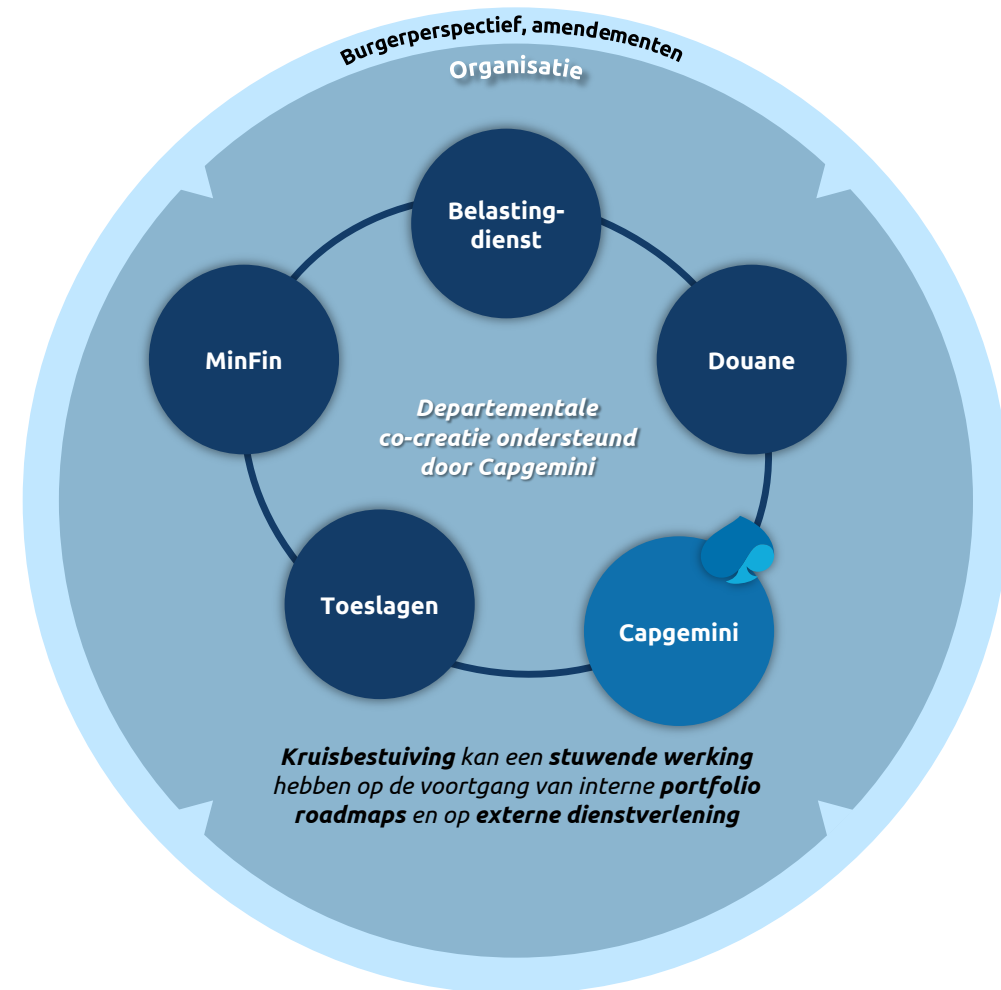 Burgerperspectief, amendementen
Organisatie
Belasting-
dienst
MinFin
Douane
Departementale
co-creatie ondersteund
door Capgemini
Toeslagen
Capgemini
Kruisbestuiving kan een stuwende werking
hebben op de voortgang van interne portfolio
roadmaps en op externe dienstverlening